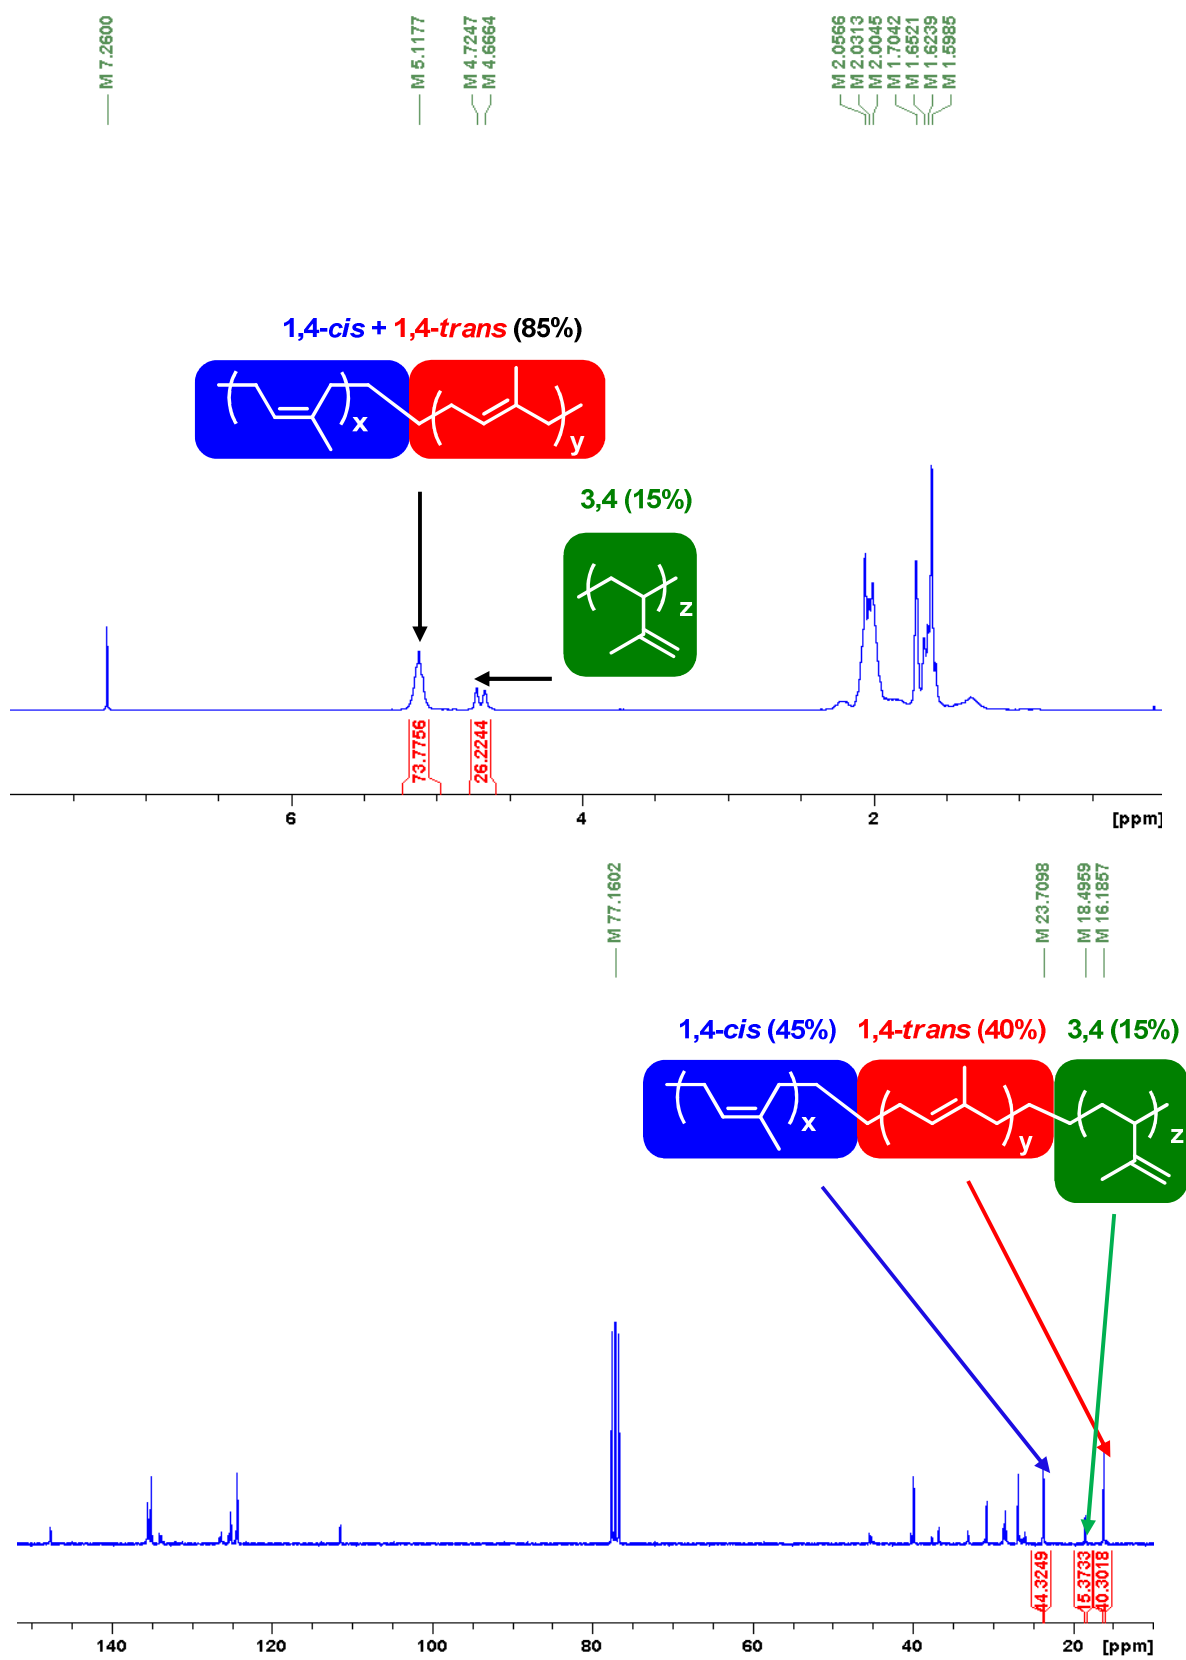 M 7.2600
M 5.1177
M 4.7247
M 4.6664
M 2.0566
M 2.0313
M 2.0045
M 1.7042
M 1.6521
M 1.6239
M 1.5985
1,4-cis + 1,4-trans (85%)
x
y
3,4 (15%)
z
73.7756
26.2244
6
4
2
[ppm]
M 77.1602
M 23.7098
M 18.4959
M 16.1857
1,4-cis (45%) 1,4-trans (40%) 3,4 (15%)
x
y
z
44.3249
15.3733
40.3018
140
120
100
80
60
40
20
[ppm]